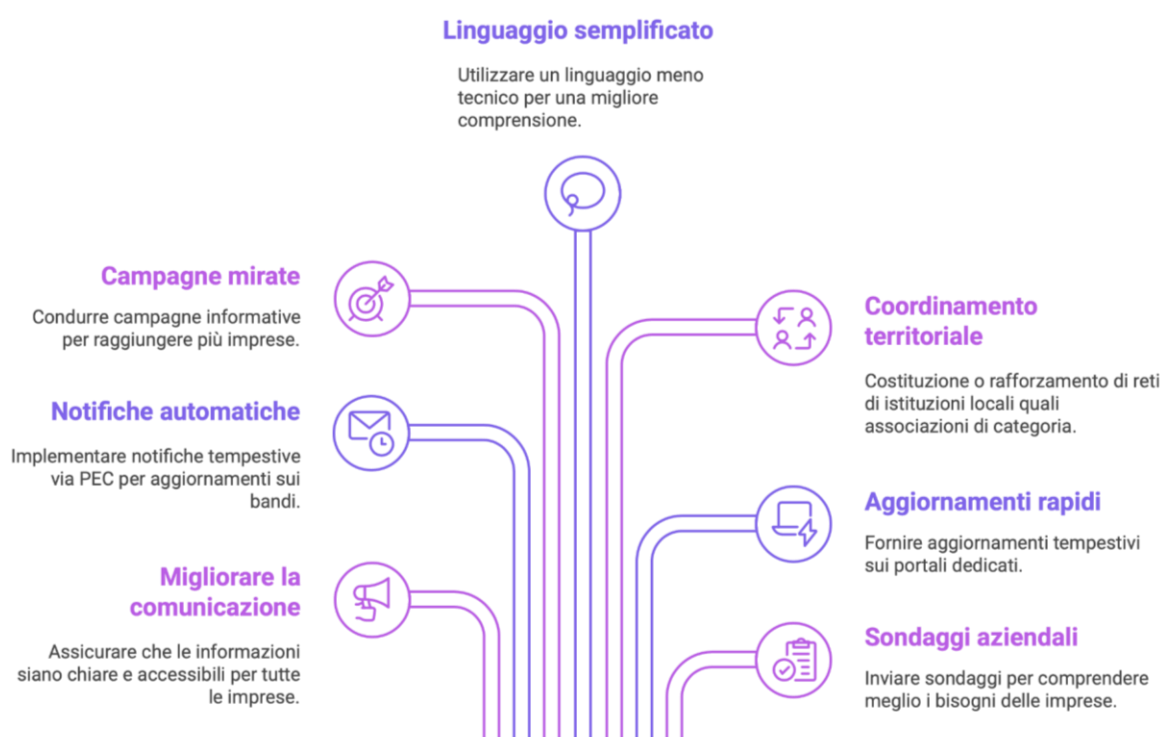 Linguaggio semplificato
Utilizzare un linguaggio meno
tecnico per una migliore
comprensione.
Campagne mirate
Condurre campagne informative
per raggiungere più imprese.
Notifiche automatiche
Implementare notifiche tempestive
via PEC per aggiornamenti sui
bandi.
Migliorare la
comunicazione
Assicurare che le informazioni
siano chiare e accessibili per tutte
le imprese.
Coordinamento
territoriale
Costituzione o rafforzamento di reti
di istituzioni locali quali
associazioni di categoria.
Aggiornamenti rapidi
Fornire aggiornamenti tempestivi
sui portali dedicati.
Sondaggi aziendali
Inviare sondaggi per comprendere
meglio i bisogni delle imprese.